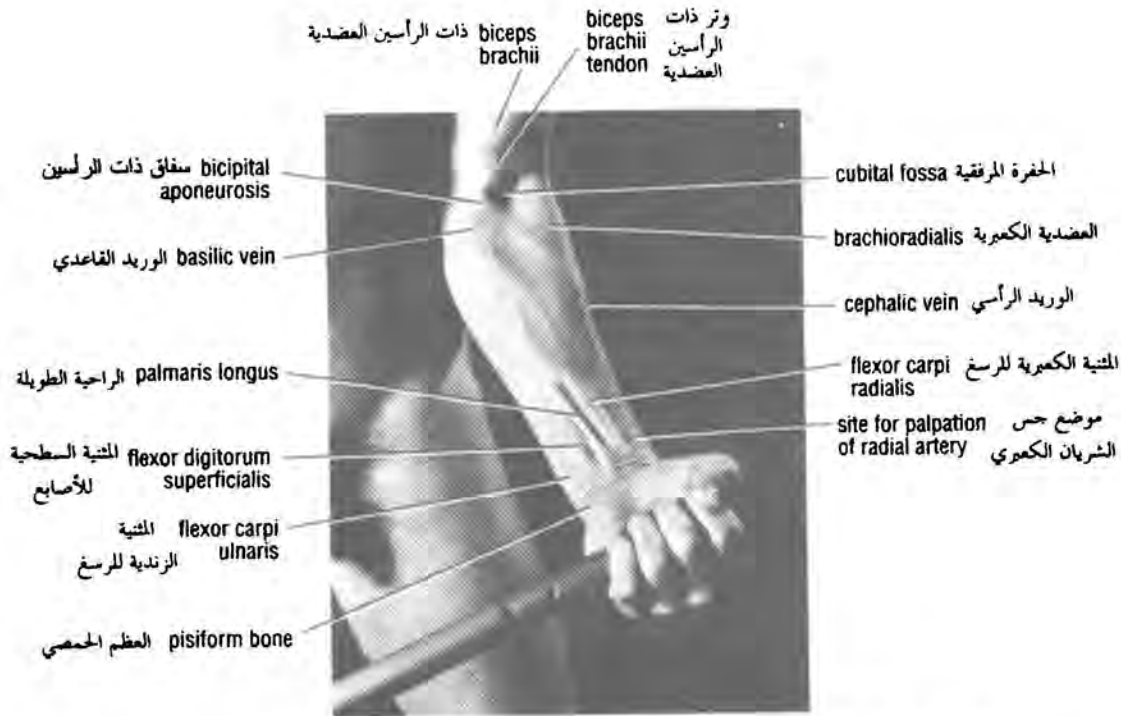 ذات الرأسين العضدية biceps
brachii
وتر ذات biceps
الرأسين brachii
العضدية tendon
سفاق ذات الرأسين bicipital
aponeurosis
الوريد القاعدي basilic vein
الراحية الطويلة palmaris longus
المثنية السطحية flexor digitorum
للأصابع superficialis
المثنية flexor carpi
الزندية للرسغ ulnaris
العظم الحمصي pisiform bone
cubital fossa الحفرة المرفقية
brachioradialis العضدية الكعبرية
cephalic vein الوريد الرأسي
flexor carpi المثنية الكعبرية للرسغ
radialis
site for palpation موضع جس
of radial artery الشريان الكعبري